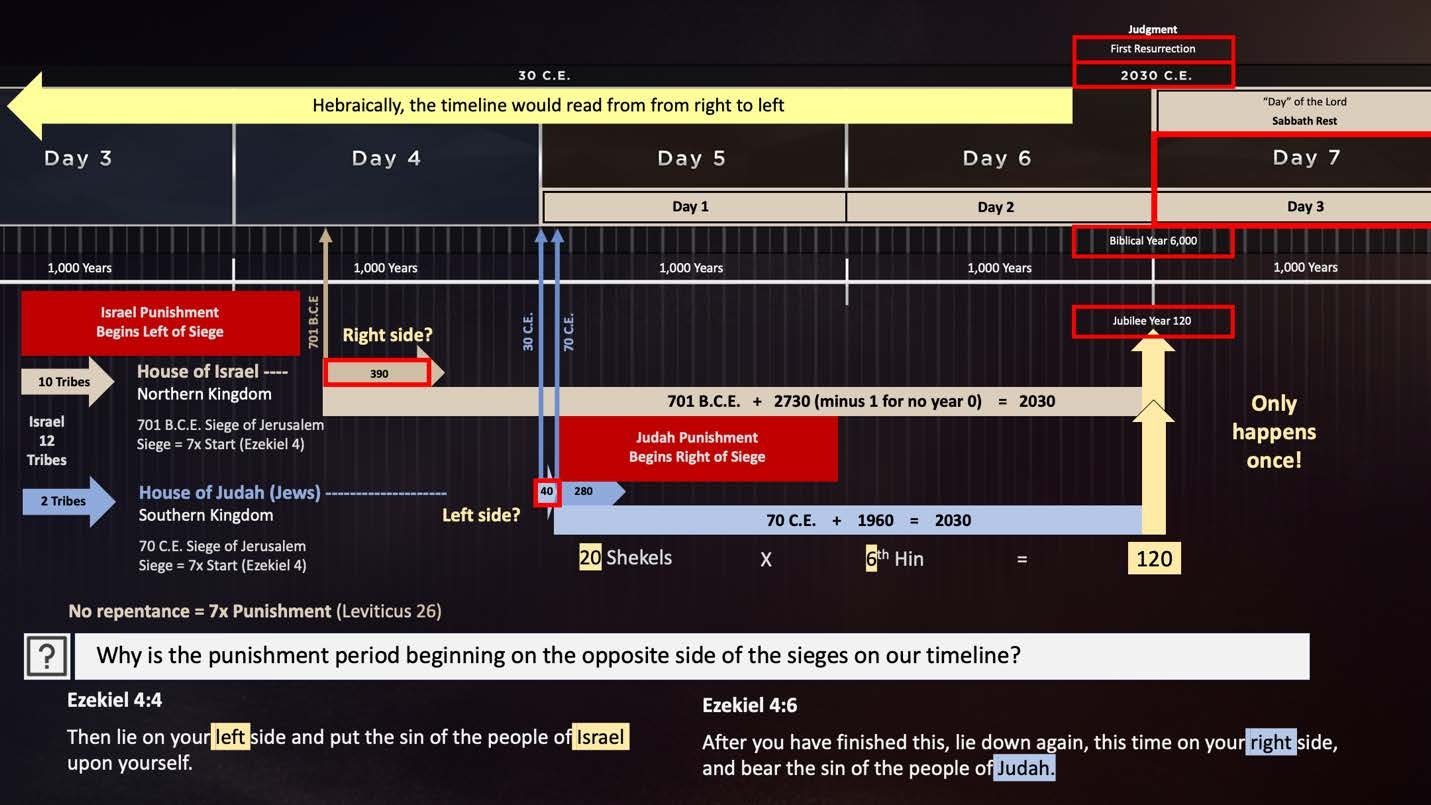 Judgment
First Resurrection
30 C.E.
2030 C.E.
Hebraically, the timeline would read from from right to left
"Day" of the Lord
Sabbath Rest
Day 3
Day 4
Day 5
Day 6
Day 7
Day 1
Day 2
Day 3
Biblical Year 6,000
1,000 Years
1,000 Years
1,000 Years
1,000 Years
1,000 Years
Israel Punishment
Begins Left of Siege
701 B.C.E
Right side?
30 C.E.
70 C.E.
Jubilee Year 120
10 Tribes
House of Israel ----
Northern Kingdom
390
701 B.C.E. + 2730 (minus 1 for no year 0) = 2030
701 B.C.E. Siege of Jerusalem
Siege = 7x Start (Ezekiel 4)
Israel
12
Tribes
Judah Punishment
Begins Right of Siege
Only
happens
once!
2 Tribes
House of Judah (Jews) -------------------
Southern Kingdom
Left side?
40
280
70 C.E. + 1960 = 2030
70 C.E. Siege of Jerusalem
Siege = 7x Start (Ezekiel 4)
20 Shekels X 6th Hin = 120
No repentance = 7x Punishment (Leviticus 26)
? Why is the punishment period beginning on the opposite side of the sieges on our timeline?
Ezekiel 4:4
Then lie on your left side and put the sin of the people of Israel
upon yourself.
Ezekiel 4:6
After you have finished this, lie down again, this time on your right side,
and bear the sin of the people of Judah.